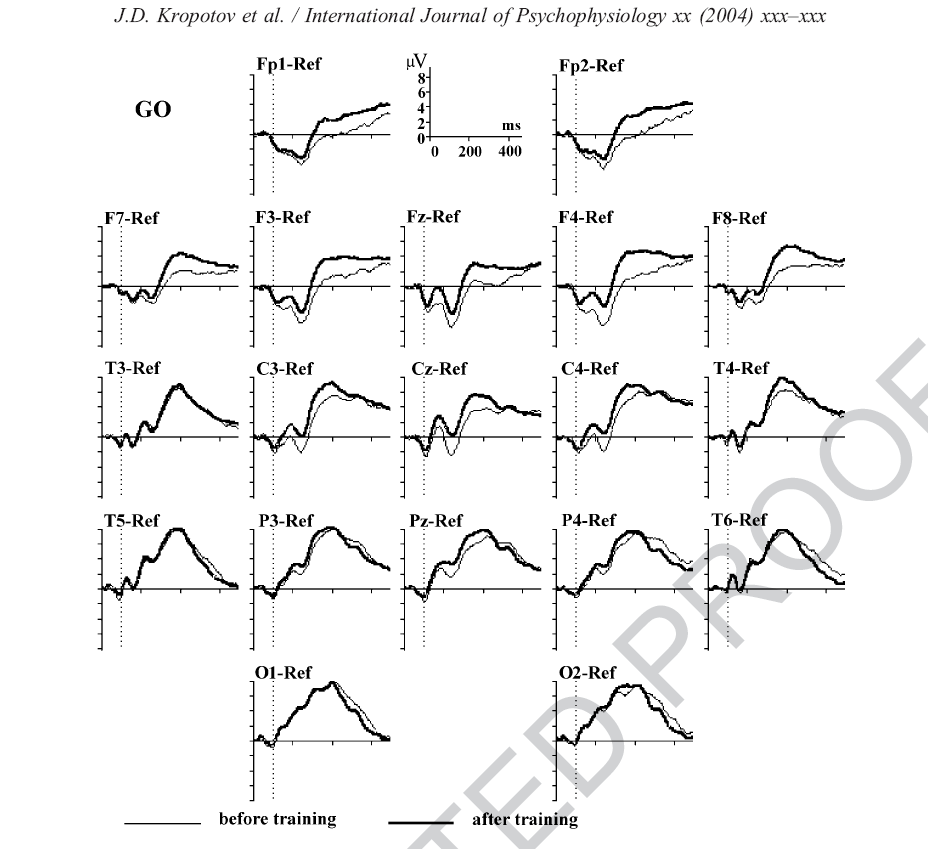 J.D. Kropotov et al. / International Journal of Psychophysiology xx (2004) xxx–xxx
GO
Fp1-Ref
μV
8
6
4
2
0
ms
0 200 400
Fp2-Ref
F7-Ref F3-Ref Fz-Ref F4-Ref F8-Ref
T3-Ref C3-Ref Cz-Ref C4-Ref T4-Ref
T5-Ref P3-Ref Pz-Ref P4-Ref T6-Ref
O1-Ref O2-Ref
before training after training
TED PROOF